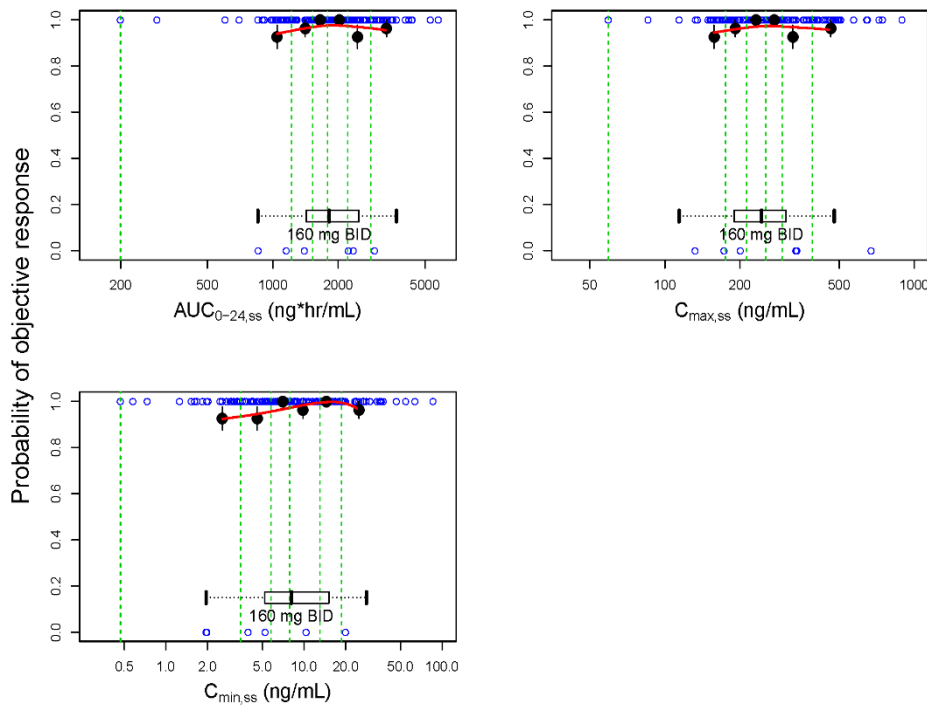 Probability of objective response
1.0
0.8
0.6
0.4
0.2
0.0
160 mg BID
200 500 1000 2000 5000
AUC0−24,ss (ng*hr/mL)
1.0
0.8
0.6
0.4
0.2
0.0
160 mg BID
50 100 200 500 1000
Cmax,ss (ng/mL)
1.0
0.8
0.6
0.4
0.2
0.0
160 mg BID
0.5 1.0 2.0 5.0 10.0 20.0 100.0
Cmin,ss (ng/mL)